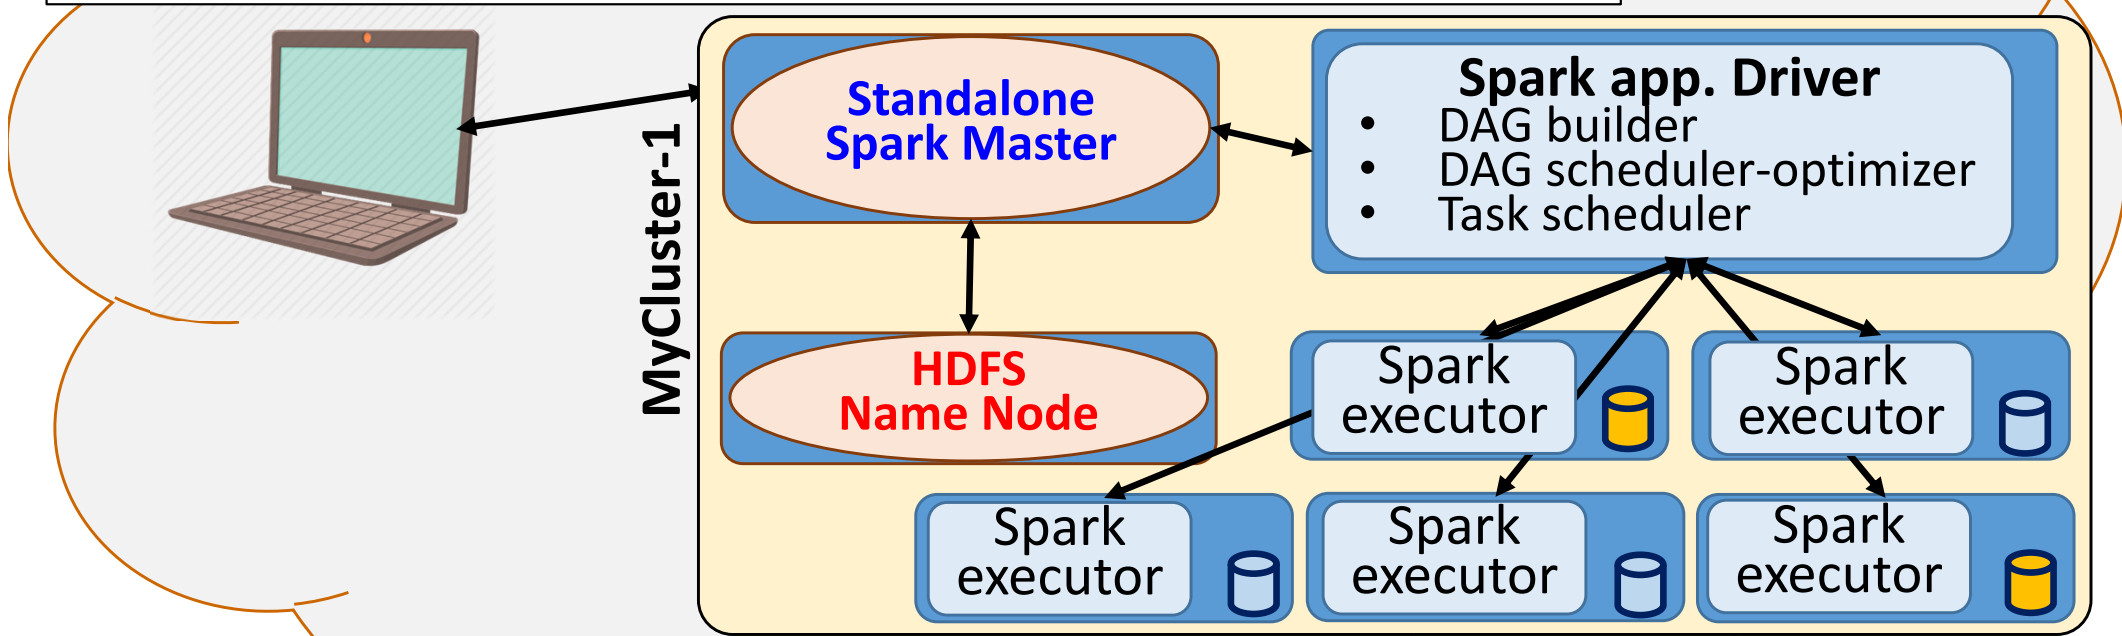 MyCluster-1
Standalone
Spark Master
Spark app. Driver
• DAG builder
• DAG scheduler-optimizer
• Task scheduler
HDFS
Name Node
Spark
executor
Spark
executor
Spark
executor
Spark
executor
Spark
executor